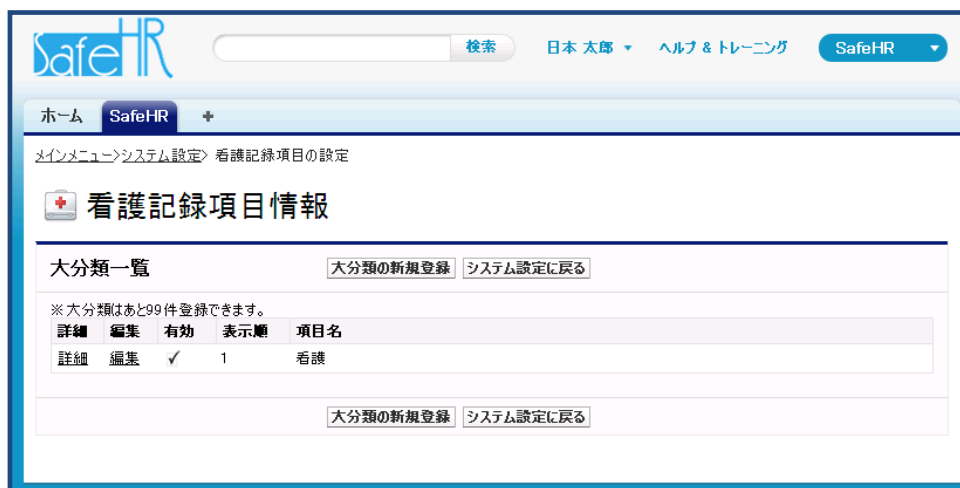 SafeHR 検索 日本 太郎 ▼ ヘルプ & トレーニング SafeHR ▼
ホーム SafeHR +
メインメニュー>システム設定> 看護記録項目の設定
看護記録項目情報
大分類一覧 大分類の新規登録 システム設定に戻る
※大分類はあと99件登録できます。
詳細 編集 有効 表示順 項目名
詳細 編集 ✓ 1 看護
大分類の新規登録 システム設定に戻る